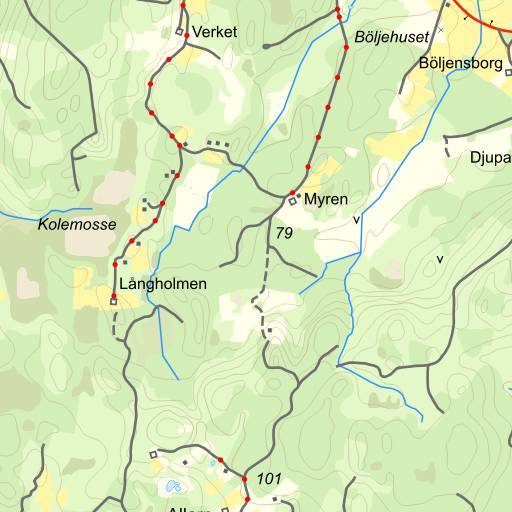 Verket
Böljehuset
Böljensborg
Djupa
Myren
Kolemosse
79
Långholmen
101